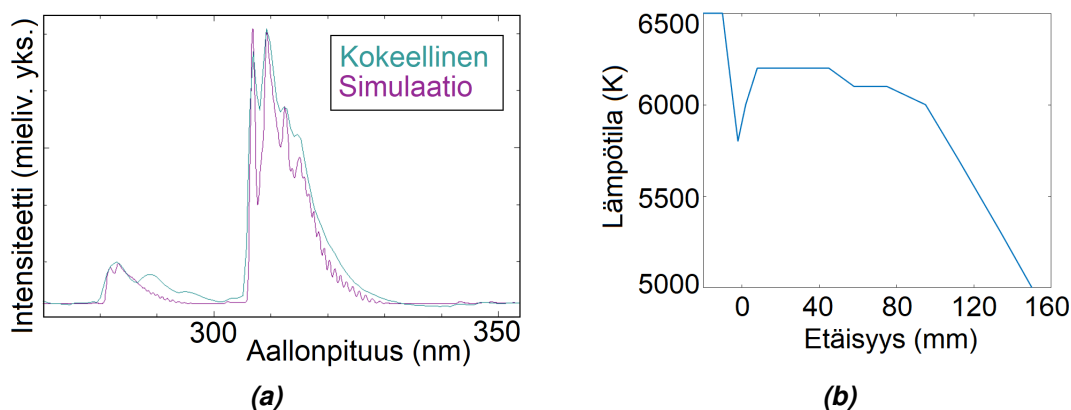 Intensiteetti (mieliv. yks.)
Kokeellinen
Simulaatio
300
350
Aallonpituus (nm)
(a)
Lämpötila (K)
6500
6000
5500
5000
0
40
80
120
160
Etäisyys (mm)
(b)